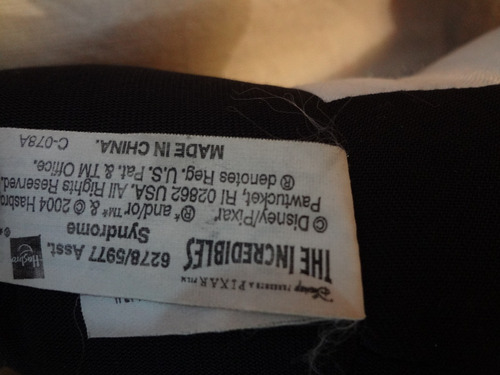 Disney PRESENTS A PIXAR FILM
THE INCREDIBLES
6278/5977 Asst.
Syndrome
Hasbro
© Disney/Pixar
®* and/or ™* & © 2004 Hasbro
Pawtucket, RI 02862 USA. All Rights Reserved.
® denotes Reg. U.S. Pat. & TM Office.
MADE IN CHINA.
C-078A